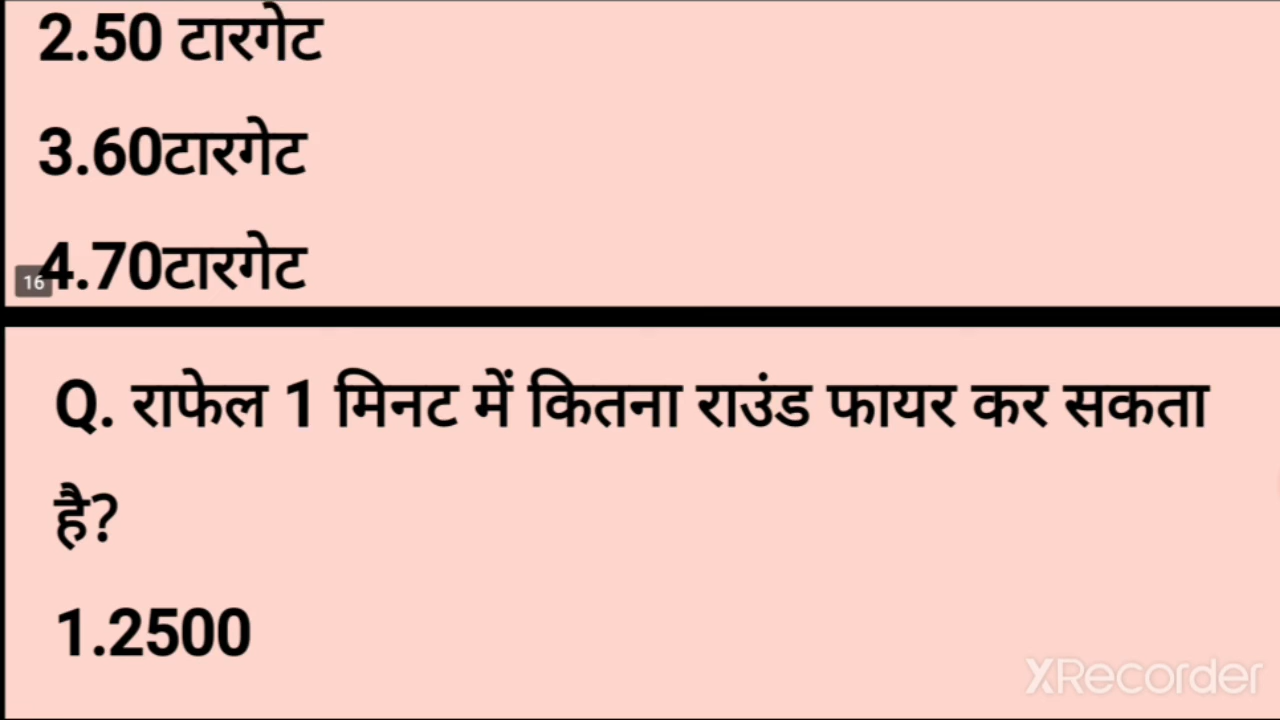 2.50 टारगेट
3.60टारगेट
4.70टारगेट
16
Q. राफेल 1 मिनट में कितना राउंड फायर कर सकता
है?
1.2500
XRecorder